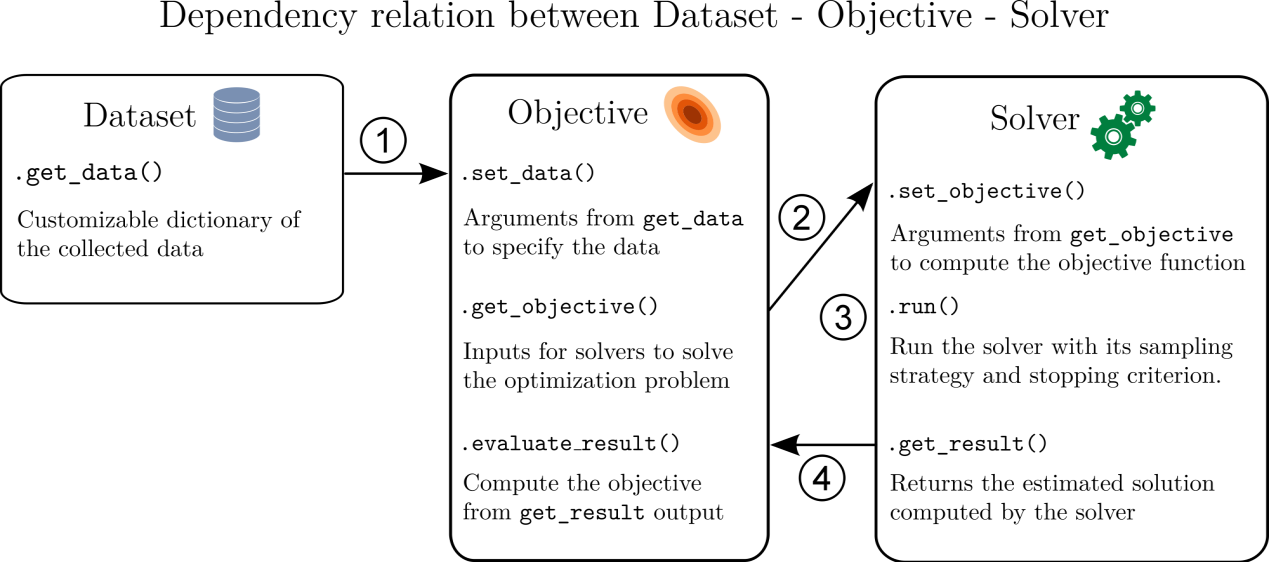 Dependency relation between Dataset - Objective - Solver
Dataset
.get_data()
Customizable dictionary of
the collected data
1
Objective
.set_data()
Arguments from get_data
to specify the data
.get_objective()
Inputs for solvers to solve
the optimization problem
.evaluate_result()
Compute the objective
from get_result output
2
3
4
Solver
.set_objective()
Arguments from get_objective
to compute the objective function
.run()
Run the solver with its sampling
strategy and stopping criterion.
.get_result()
Returns the estimated solution
computed by the solver